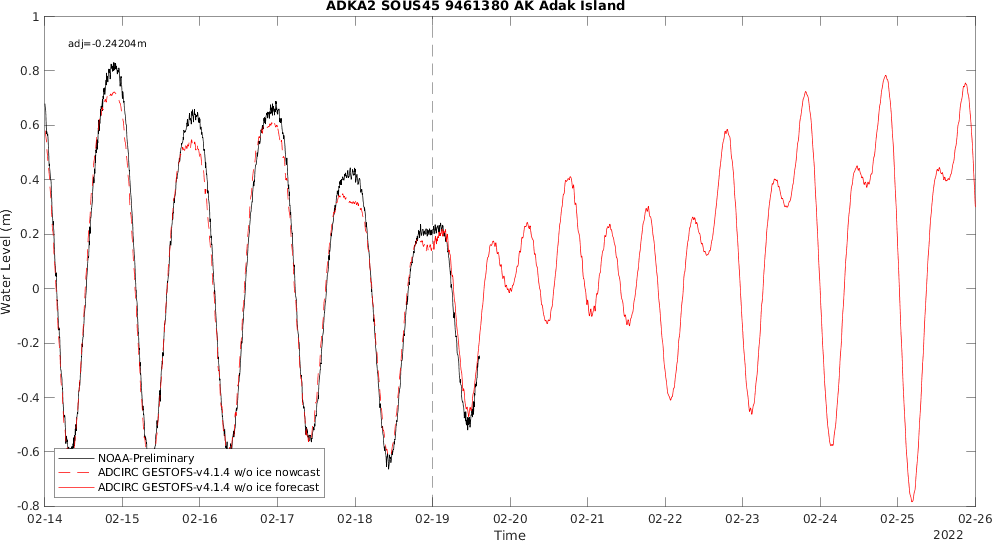 ADKA2 SOUS45 9461380 AK Adak Island
adj=-0.24204m
Water Level (m)
1
0.8
0.6
0.4
0.2
0
-0.2
-0.4
-0.6
-0.8
NOAA-Preliminary
ADCIRC GESTOFS-v4.1.4 w/o ice nowcast
ADCIRC GESTOFS-v4.1.4 w/o ice forecast
02-14 02-15 02-16 02-17 02-18 02-19 02-20 02-21 02-22 02-23 02-24 02-25 02-26
Time
2022